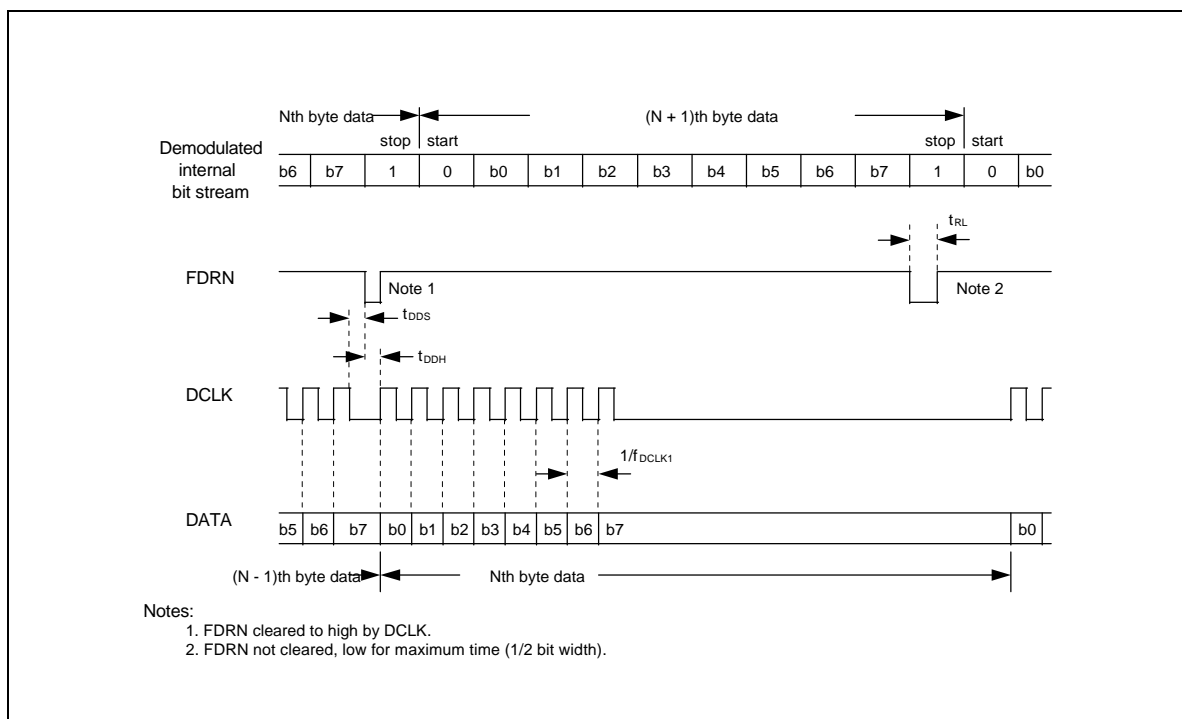 Nth byte data (N + 1)th byte data
stop start stop start
Demodulated
internal
bit stream
b6 b7 1 0 b0 b1 b2 b3 b4 b5 b6 b7 1 0 b0
tRL
FDRN
Note 1 Note 2
tDDS
tDDH
DCLK
1/fDCLK1
DATA
b5 b6 b7 b0 b1 b2 b3 b4 b5 b6 b7 b0
(N - 1)th byte data Nth byte data
Notes:
1. FDRN cleared to high by DCLK.
2. FDRN not cleared, low for maximum time (1/2 bit width).